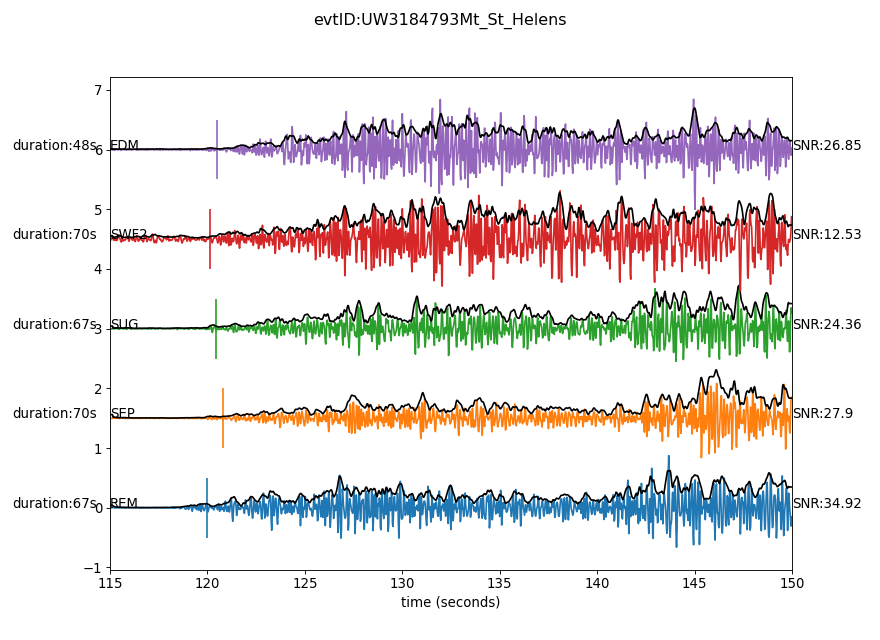 evtID:UW3184793Mt_St_Helens
7
duration:48s EDM 6 SNR:26.85
5
duration:70s SWF2 SNR:12.53
4
duration:67s SUG 3 SNR:24.36
2
duration:70s SEP SNR:27.9
1
duration:67s REM 0 SNR:34.92
−1
115 120 125 130 135 140 145 150
time (seconds)